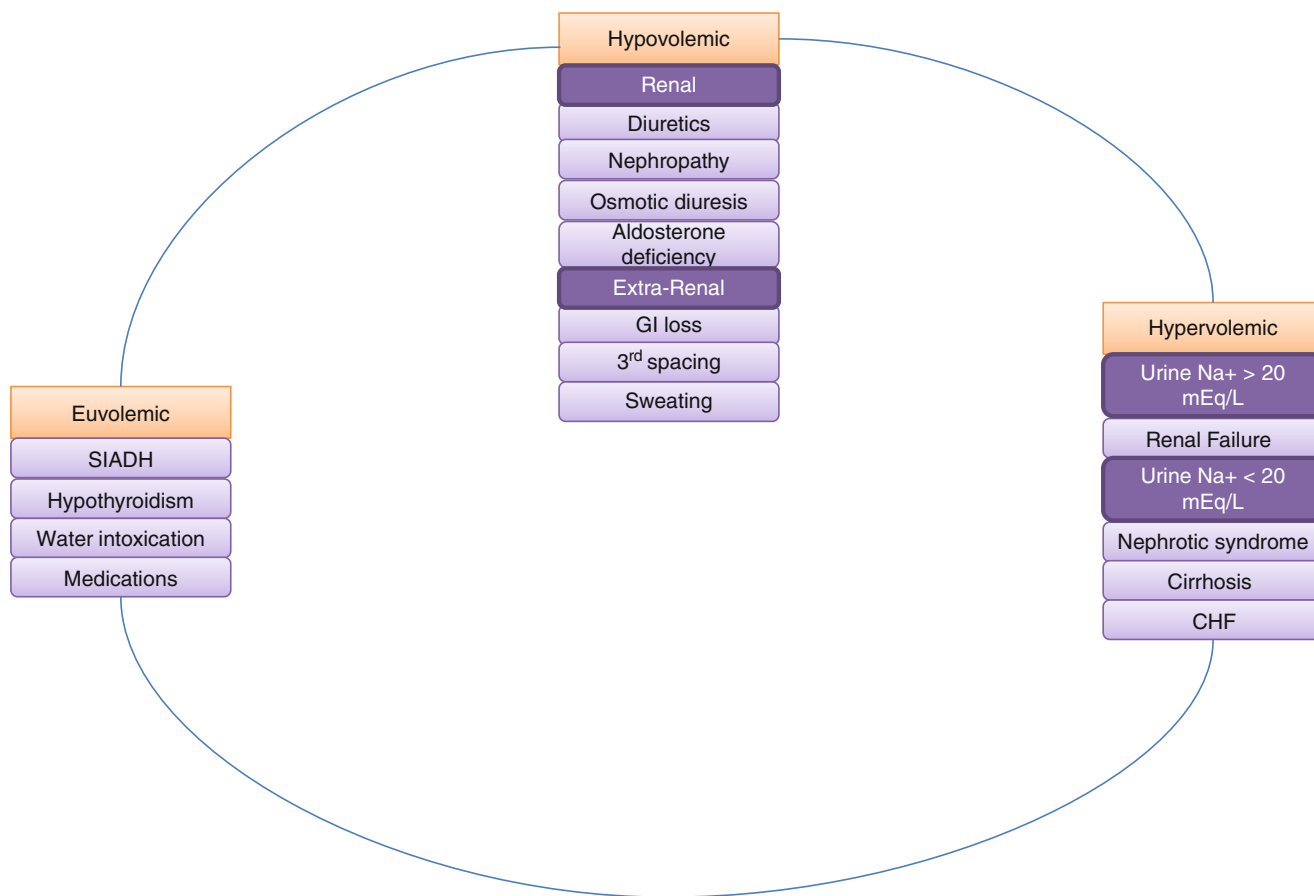 Hypovolemic
Renal
Diuretics
Nephropathy
Osmotic diuresis
Aldosterone
deficiency
Extra-Renal
GI loss
3rd spacing
Sweating
Hypervolemic
Urine Na+ > 20
mEq/L
Renal Failure
Urine Na+ < 20
mEq/L
Nephrotic syndrome
Cirrhosis
CHF
Euvolemic
SIADH
Hypothyroidism
Water intoxication
Medications